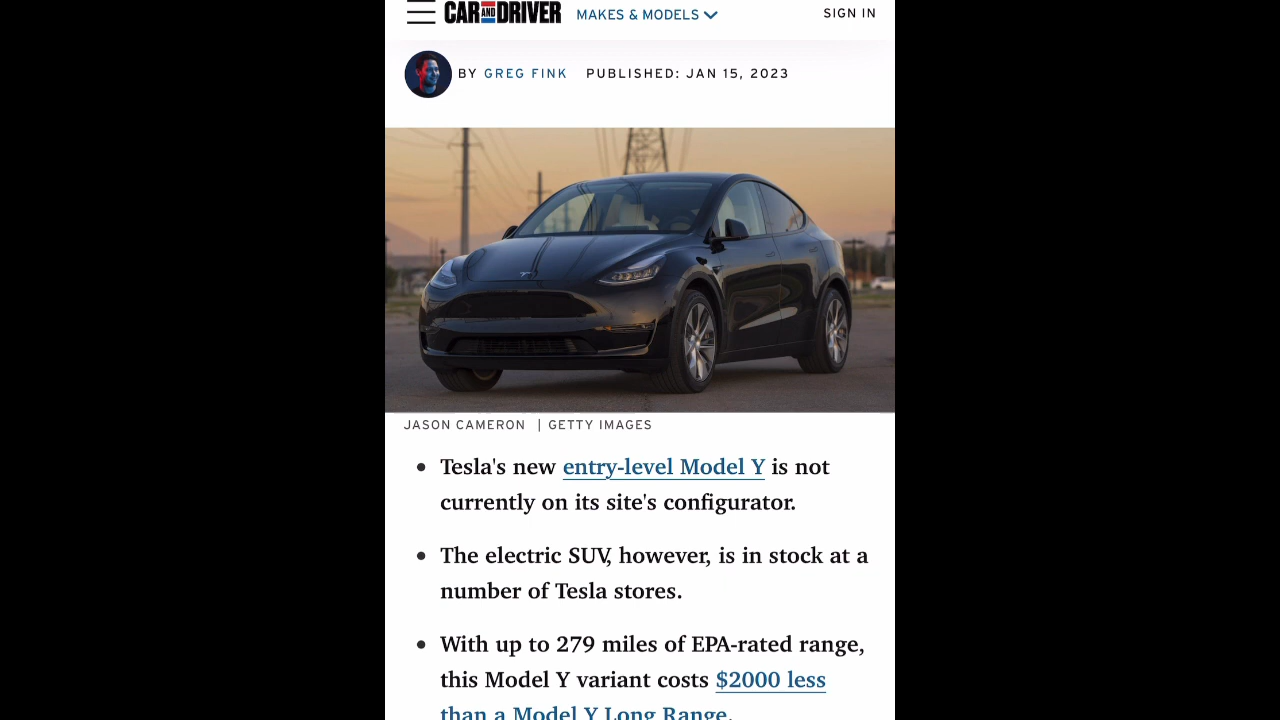 CAR AND DRIVER MAKES & MODELS SIGN IN
BY GREG FINK PUBLISHED: JAN 15, 2023
JASON CAMERON | GETTY IMAGES
• Tesla's new entry-level Model Y is not
currently on its site's configurator.
• The electric SUV, however, is in stock at a
number of Tesla stores.
• With up to 279 miles of EPA-rated range,
this Model Y variant costs $2000 less
than a Model Y Long Range.